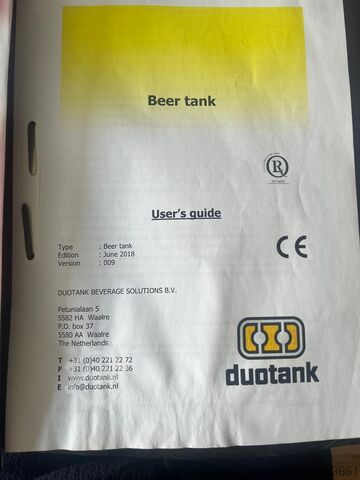 Beer tank
R
User's guide
Type : Beer tank
Edition : June 2018
Version : 009
CE
DUOTANK BEVERAGE SOLUTIONS B.V.
Petunialaan 5
5582 HA Waalre
P.O. box 37
5580 AA Waalre
The Netherlands
T +31 (0)40 221 22 72
F +31 (0)40 221 22 36
I www.duotank.nl
E info@duotank.nl
duotank